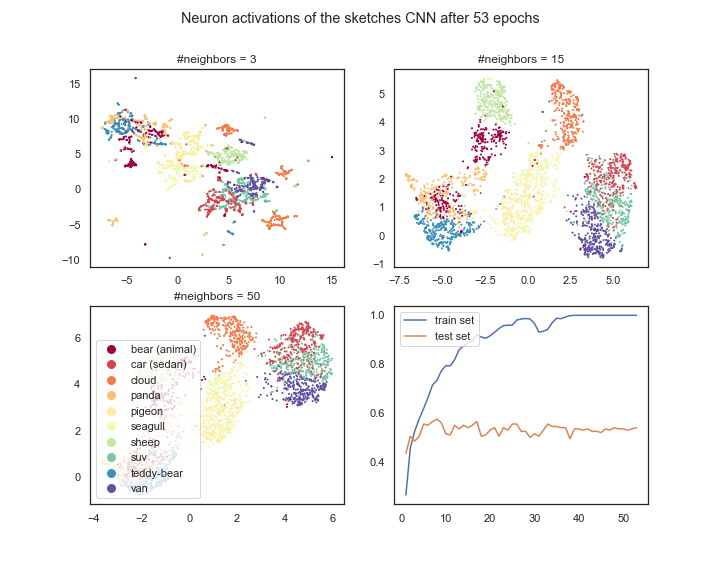 Neuron activations of the sketches CNN after 53 epochs
#neighbors = 3
15
10
5
0
−5
−10
−5
0
5
10
15
#neighbors = 15
5
4
3
2
1
0
−1
−7.5
−5.0
−2.5
0.0
2.5
5.0
#neighbors = 50
6
4
2
0
−4
−2
0
2
4
6
bear (animal)
car (sedan)
cloud
panda
pigeon
seagull
sheep
suv
teddy-bear
van
train set
test set
1.0
0.8
0.6
0.4
0
10
20
30
40
50